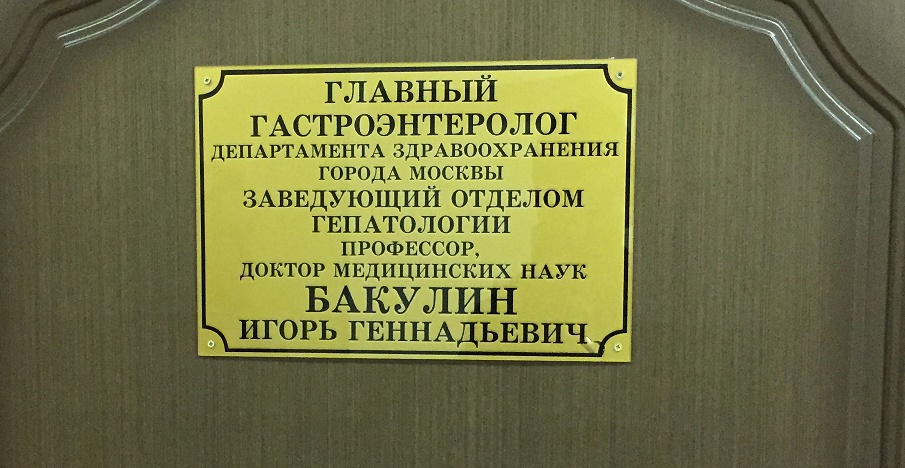 ГЛАВНЫЙ
ГАСТРОЭНТЕРОЛОГ
ДЕПАРТАМЕНТА ЗДРАВООХРАНЕНИЯ
ГОРОДА МОСКВЫ
ЗАВЕДУЮЩИЙ ОТДЕЛОМ
ГЕПАТОЛОГИИ
ПРОФЕССОР,
ДОКТОР МЕДИЦИНСКИХ НАУК
БАКУЛИН
ИГОРЬ ГЕННАДЬЕВИЧ